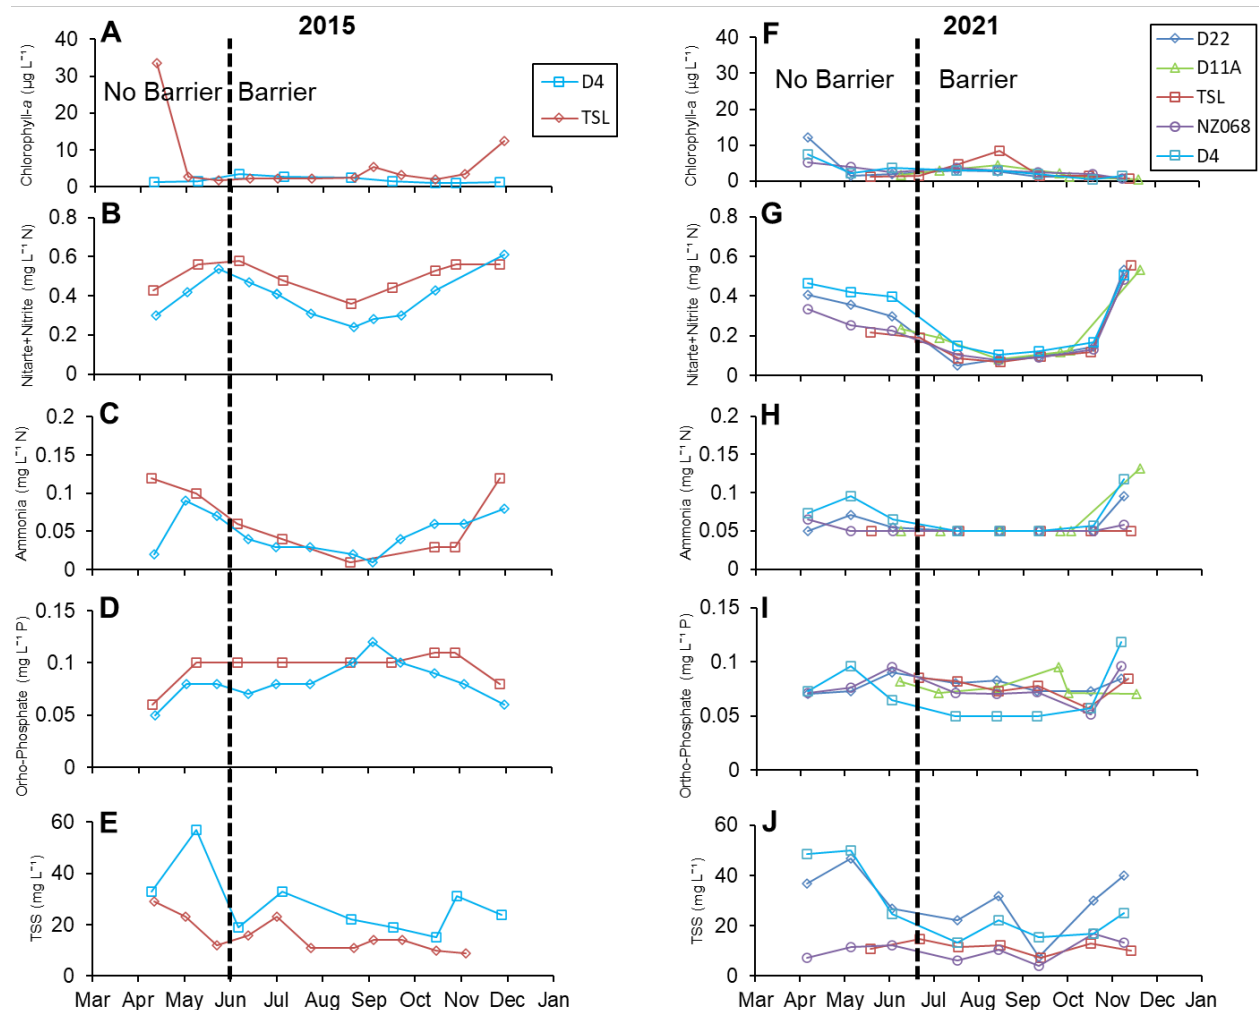 2015
A
Chlorophyll-a (µg L⁻¹)
40
30
20
10
0
No Barrier
Barrier
D4
TSL
B
Nitarte+Nitrite (mg L⁻¹ N)
0.8
0.6
0.4
0.2
0
C
Ammonia (mg L⁻¹ N)
0.2
0.15
0.1
0.05
0
D
Orho-Phosphate (mg L⁻¹ P)
0.15
0.1
0.05
0
E
TSS (mg L⁻¹)
60
40
20
0
Mar Apr May Jun Jul Aug Sep Oct Nov Dec Jan
2021
F
Chlorophyll-a (µg L⁻¹)
40
30
20
10
0
No Barrier
Barrier
D22
D11A
TSL
NZ068
D4
G
Nitarte+Nitrite (mg L⁻¹ N)
0.8
0.6
0.4
0.2
0
H
Ammonia (mg L⁻¹ N)
0.2
0.15
0.1
0.05
0
I
Ortho-Phosphate (mg L⁻¹ P)
0.15
0.1
0.05
0
J
TSS (mg L⁻¹)
60
40
20
0
Mar Apr May Jun Jul Aug Sep Oct Nov Dec Jan